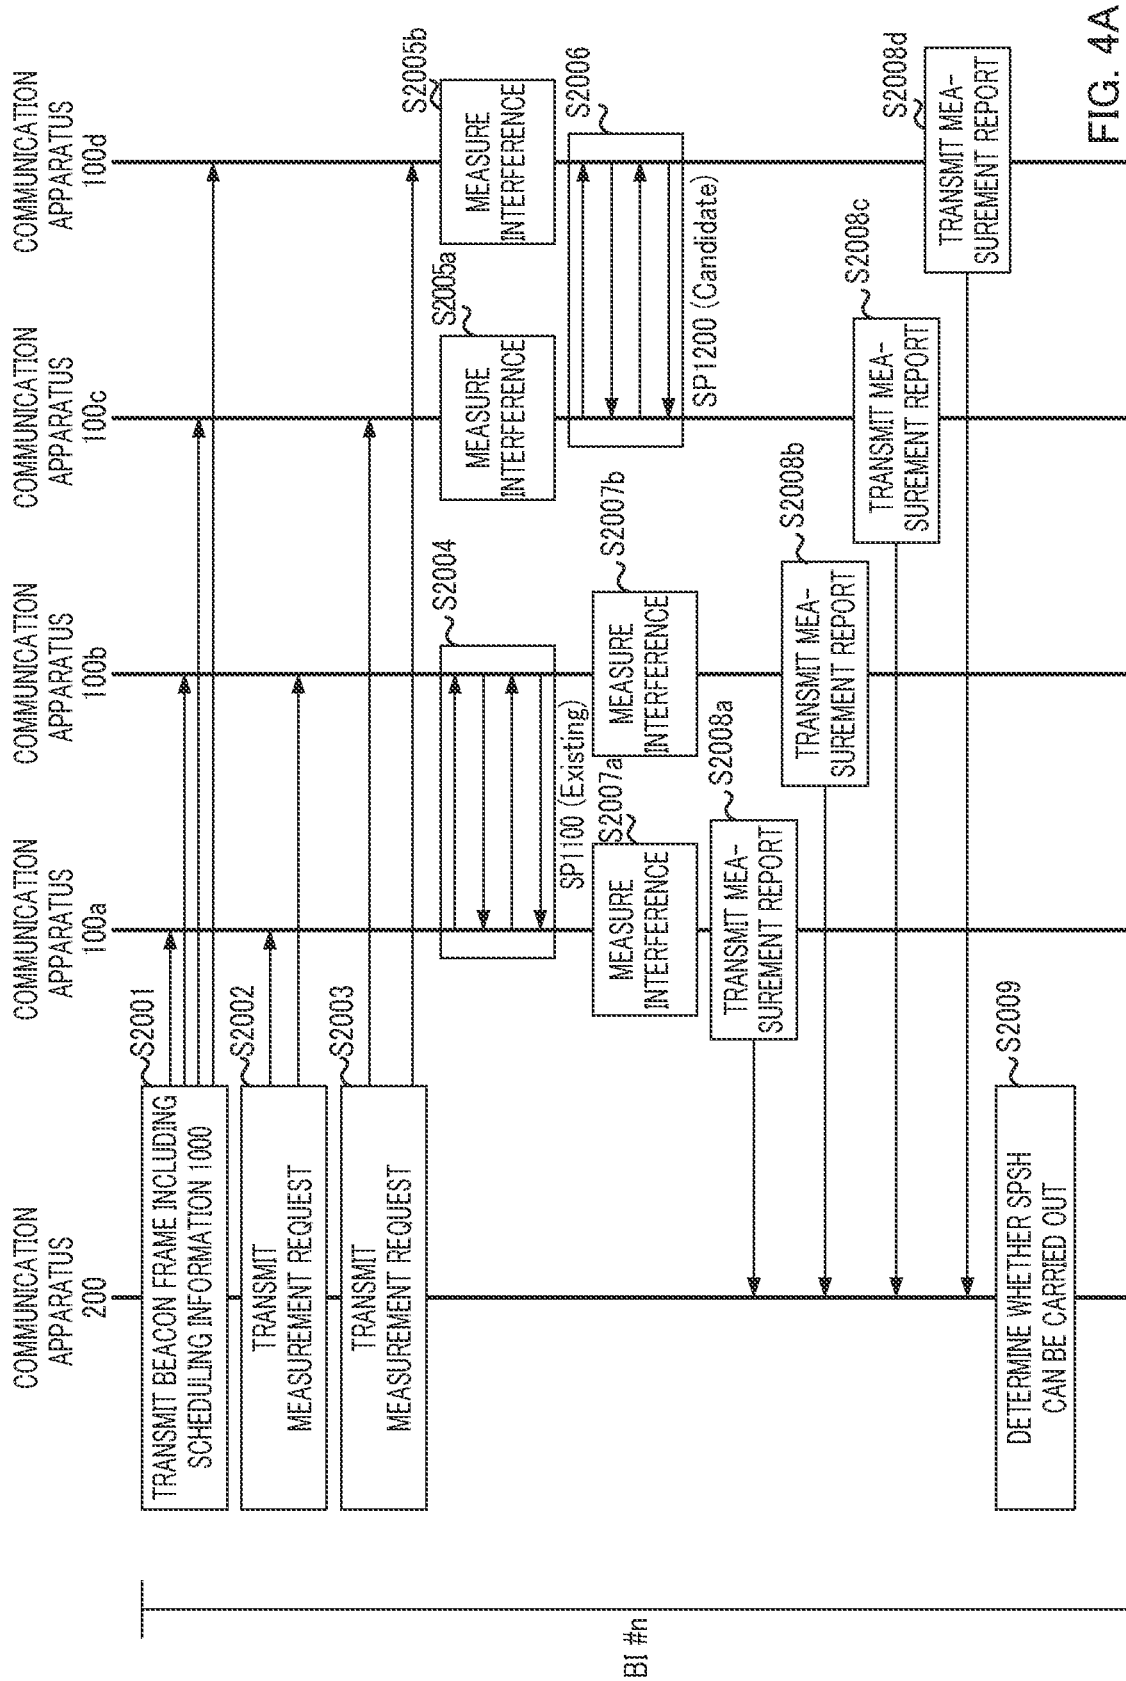 COMMUNICATION
APPARATUS
200
COMMUNICATION
APPARATUS
100a
COMMUNICATION
APPARATUS
100b
COMMUNICATION
APPARATUS
100c
COMMUNICATION
APPARATUS
100d
BI #n
S2001
TRANSMIT BEACON FRAME INCLUDING
SCHEDULING INFORMATION 1000
S2002
TRANSMIT
MEASUREMENT REQUEST
S2003
TRANSMIT
MEASUREMENT REQUEST
S2004
SP1100 (Existing)
S2005a
MEASURE
INTERFERENCE
S2005b
MEASURE
INTERFERENCE
S2006
SP1200 (Candidate)
S2007a
MEASURE
INTERFERENCE
S2007b
MEASURE
INTERFERENCE
S2008a
TRANSMIT MEA-
SUREMENT REPORT
S2008b
TRANSMIT MEA-
SUREMENT REPORT
S2008c
TRANSMIT MEA-
SUREMENT REPORT
S2008d
TRANSMIT MEA-
SUREMENT REPORT
S2009
DETERMINE WHETHER SPSH
CAN BE CARRIED OUT
FIG. 4A